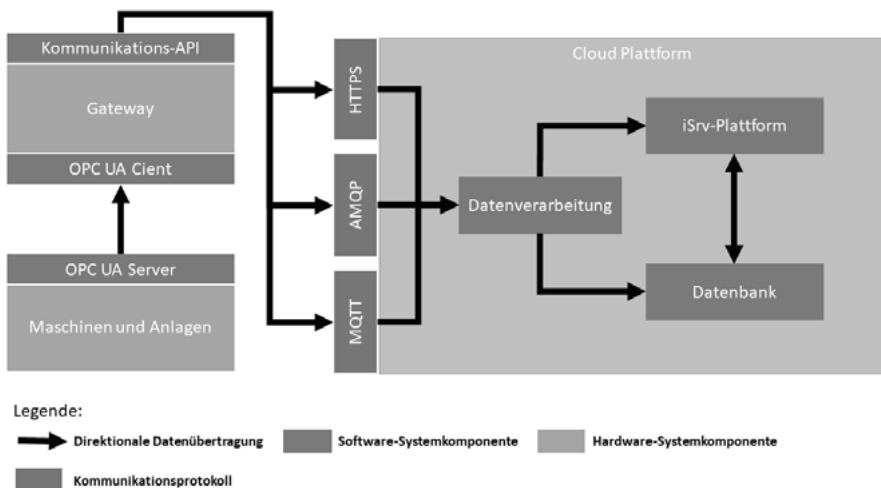 Kommunikations-API
Gateway
OPC UA Cient
OPC UA Server
Maschinen und Anlagen
HTTPS
AMQP
MQTT
Cloud Plattform
Datenverarbeitung
iSrv-Plattform
Datenbank
Legende:
Direktionale Datenübertragung
Software-Systemkomponente
Hardware-Systemkomponente
Kommunikationsprotokoll